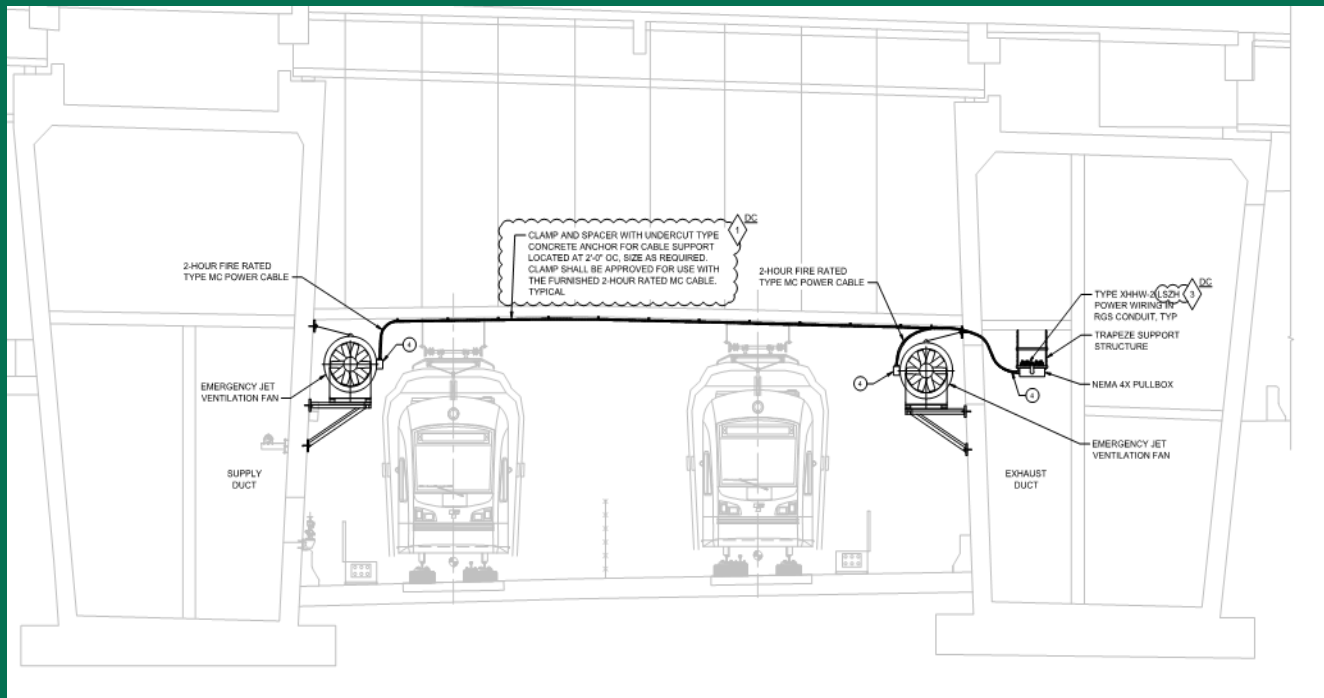 DC
1
CLAMP AND SPACER WITH UNDERCUT TYPE
CONCRETE ANCHOR FOR CABLE SUPPORT
LOCATED AT 2'-0" OC, SIZE AS REQUIRED.
CLAMP SHALL BE APPROVED FOR USE WITH
THE FURNISHED 2-HOUR RATED MC CABLE.
TYPICAL
2-HOUR FIRE RATED
TYPE MC POWER CABLE
2-HOUR FIRE RATED
TYPE MC POWER CABLE
DC
3
TYPE XHHW-2 LSZH
POWER WIRING IN
RGS CONDUIT, TYP
TRAPEZE SUPPORT
STRUCTURE
NEMA 4X PULLBOX
4
4
4
EMERGENCY JET
VENTILATION FAN
EMERGENCY JET
VENTILATION FAN
SUPPLY
DUCT
EXHAUST
DUCT